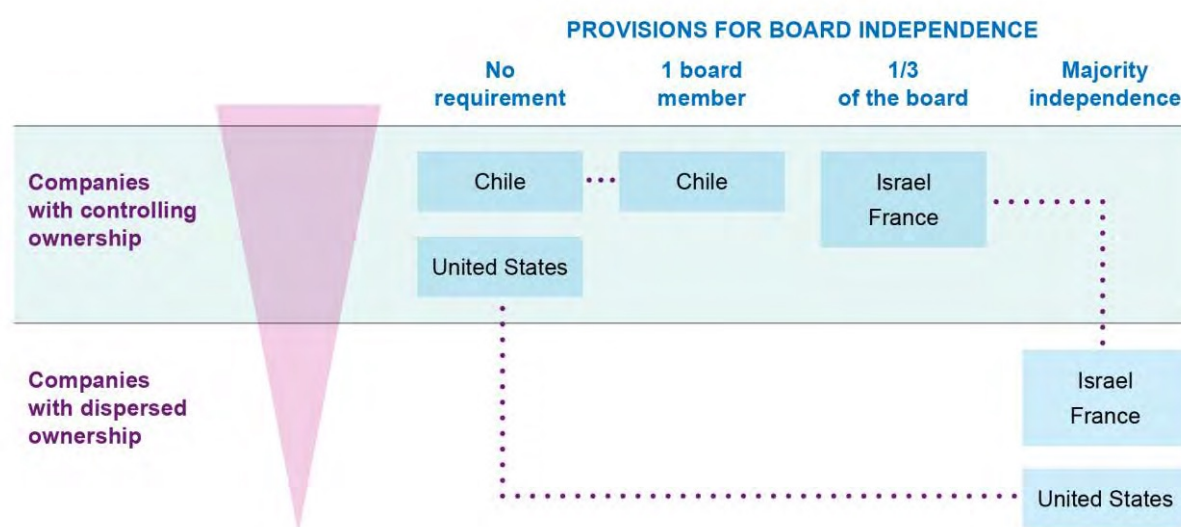 PROVISIONS FOR BOARD INDEPENDENCE
No
requirement
1 board
member
1/3
of the board
Majority
independence
Companies
with controlling
ownership
Chile
Chile
Israel
France
United States
Companies
with dispersed
ownership
Israel
France
United States